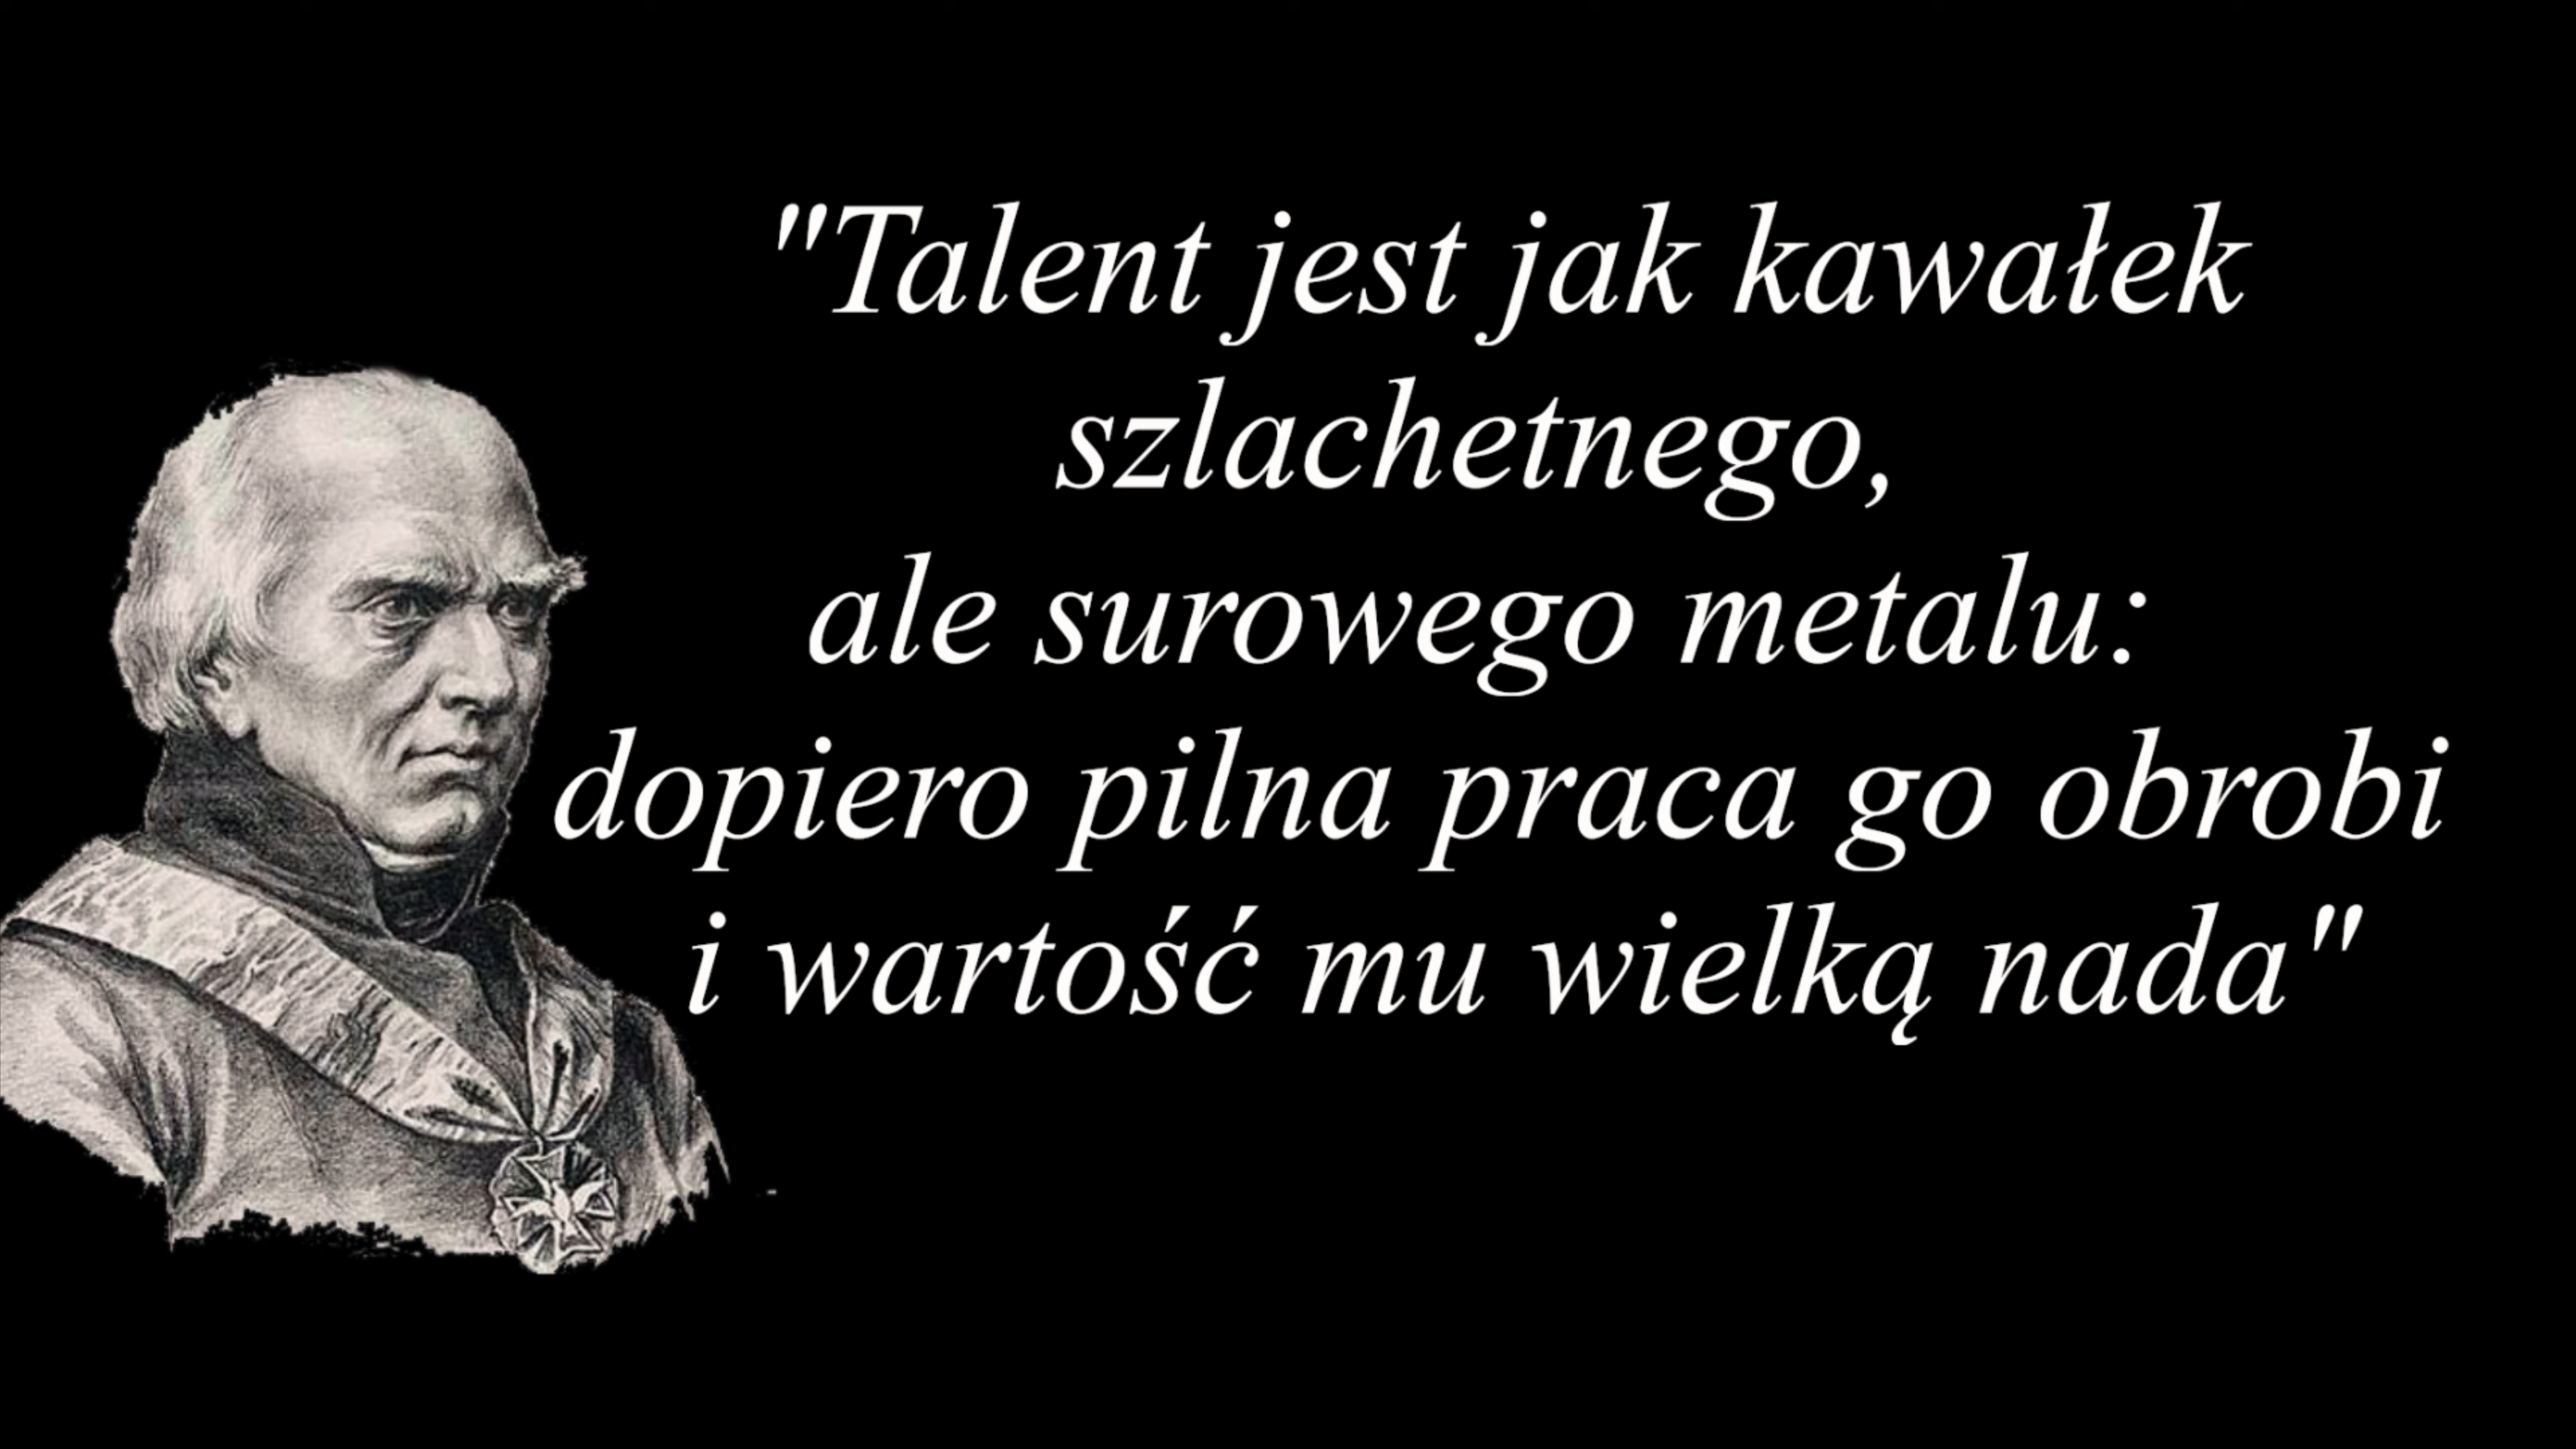 "Talent jest jak kawałek
szlachetnego,
ale surowego metalu:
dopiero pilna praca go obrobi
i wartość mu wielką nada"